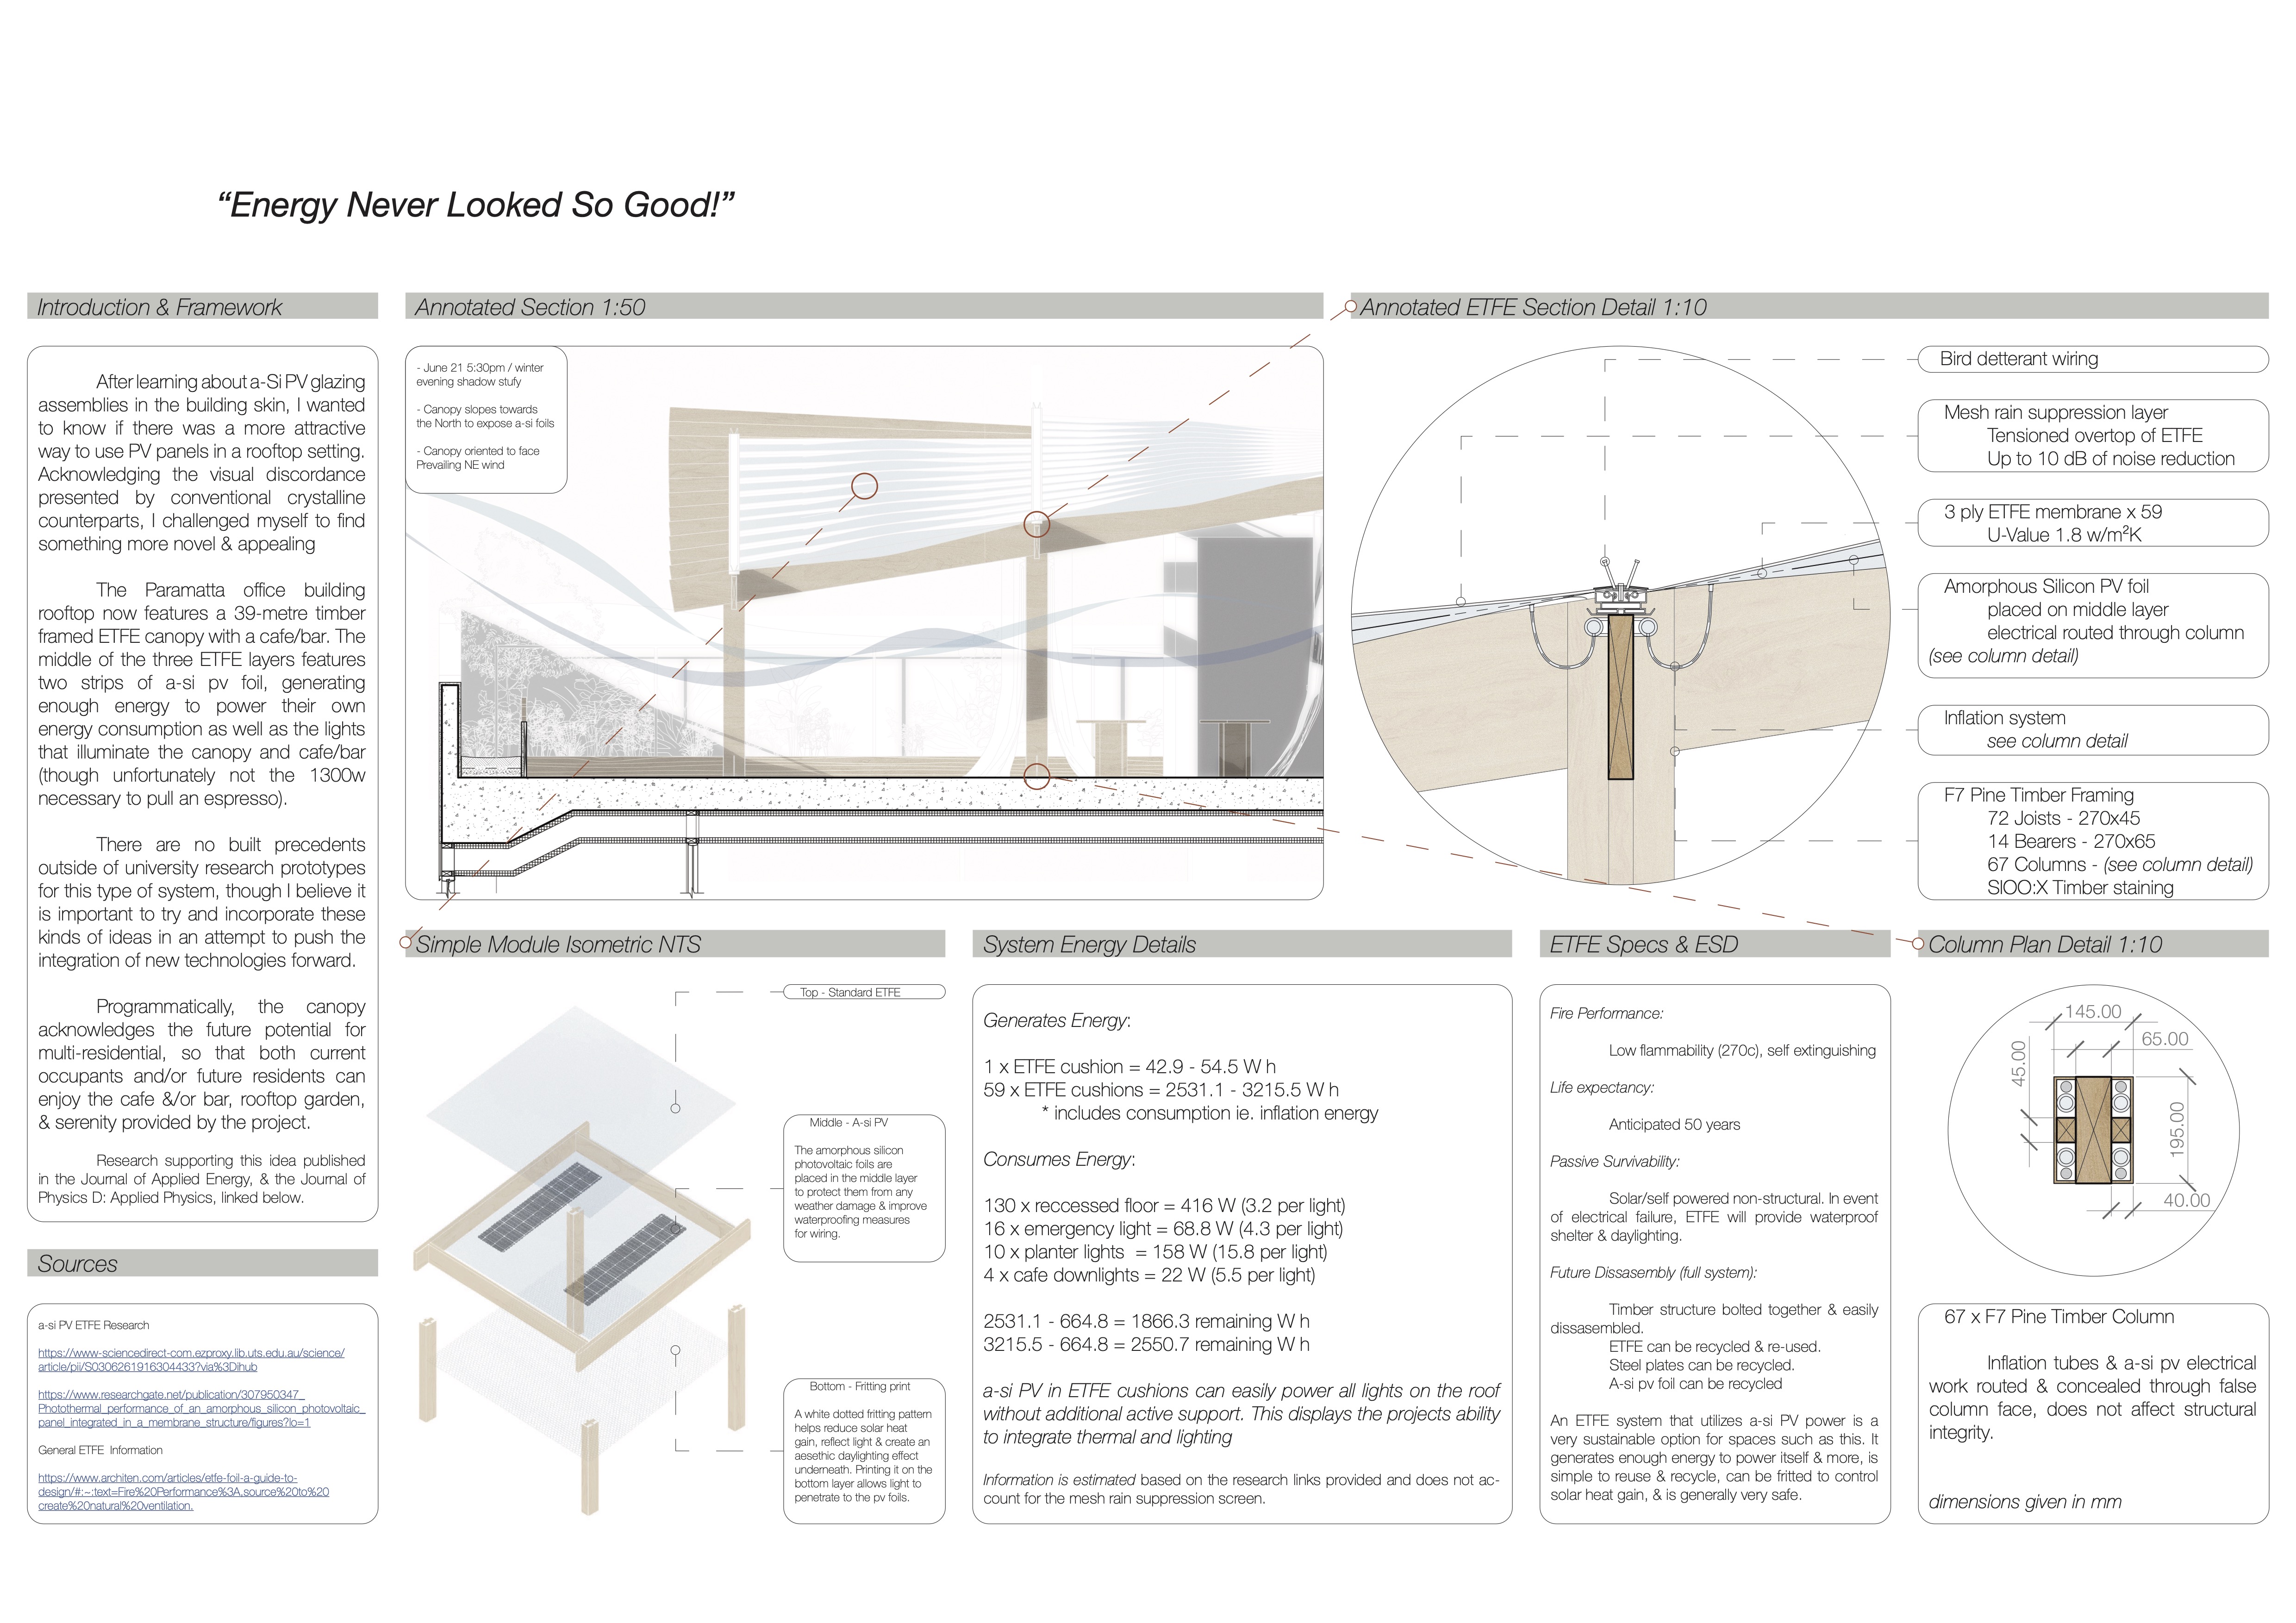 “Energy Never Looked So Good!”
Introduction & Framework
After learning about a-Si PV glazing
assemblies in the building skin, I wanted
to know if there was a more attractive
way to use PV panels in a rooftop setting.
Acknowledging the visual discordance
presented by conventional crystalline
counterparts, I challenged myself to find
something more novel & appealing
The Paramatta office building
rooftop now features a 39-metre timber
framed ETFE canopy with a cafe/bar. The
middle of the three ETFE layers features
two strips of a-si pv foil, generating
enough energy to power their own
energy consumption as well as the lights
that illuminate the canopy and cafe/bar
(though unfortunately not the 1300w
necessary to pull an espresso).
There are no built precedents
outside of university research prototypes
for this type of system, though I believe it
is important to try and incorporate these
kinds of ideas in an attempt to push the
integration of new technologies forward.
Programmatically, the canopy
acknowledges the future potential for
multi-residential, so that both current
occupants and/or future residents can
enjoy the cafe &/or bar, rooftop garden,
& serenity provided by the project.
Research supporting this idea published
in the Journal of Applied Energy, & the Journal of
Physics D: Applied Physics, linked below.
Sources
a-si PV ETFE Research
https://www-sciencedirect-com.ezproxy.lib.uts.edu.au/science/
article/pii/S0306261916304433?via%3Dihub
https://www.researchgate.net/publication/307950347_
Photothermal_performance_of_an_amorphous_silicon_photovoltaic_
panel_integrated_in_a_membrane_structure/figures?lo=1
General ETFE Information
https://www.architen.com/articles/etfe-foil-a-guide-to-
design/#:~:text=Fire%20Performance%3A,source%20to%20
create%20natural%20ventilation.
Annotated Section 1:50
- June 21 5:30pm / winter
evening shadow stufy
- Canopy slopes towards
the North to expose a-si foils
- Canopy oriented to face
Prevailing NE wind
Annotated ETFE Section Detail 1:10
Bird detterant wiring
Mesh rain suppression layer
Tensioned overtop of ETFE
Up to 10 dB of noise reduction
3 ply ETFE membrane x 59
U-Value 1.8 w/m²K
Amorphous Silicon PV foil
placed on middle layer
electrical routed through column
(see column detail)
Inflation system
see column detail
F7 Pine Timber Framing
72 Joists - 270x45
14 Bearers - 270x65
67 Columns - (see column detail)
SIOO:X Timber staining
Simple Module Isometric NTS
Top - Standard ETFE
Middle - A-si PV
The amorphous silicon
photovoltaic foils are
placed in the middle layer
to protect them from any
weather damage & improve
waterproofing measures
for wiring.
Bottom - Fritting print
A white dotted fritting pattern
helps reduce solar heat
gain, reflect light & create an
aesethic daylighting effect
underneath. Printing it on the
bottom layer allows light to
penetrate to the pv foils.
System Energy Details
Generates Energy:
1 x ETFE cushion = 42.9 - 54.5 W h
59 x ETFE cushions = 2531.1 - 3215.5 W h
* includes consumption ie. inflation energy
Consumes Energy:
130 x reccessed floor = 416 W (3.2 per light)
16 x emergency light = 68.8 W (4.3 per light)
10 x planter lights = 158 W (15.8 per light)
4 x cafe downlights = 22 W (5.5 per light)
2531.1 - 664.8 = 1866.3 remaining W h
3215.5 - 664.8 = 2550.7 remaining W h
a-si PV in ETFE cushions can easily power all lights on the roof
without additional active support. This displays the projects ability
to integrate thermal and lighting
Information is estimated based on the research links provided and does not ac-
count for the mesh rain suppression screen.
ETFE Specs & ESD
Fire Performance:
Low flammability (270c), self extinguishing
Life expectancy:
Anticipated 50 years
Passive Survivability:
Solar/self powered non-structural. In event
of electrical failure, ETFE will provide waterproof
shelter & daylighting.
Future Dissasembly (full system):
Timber structure bolted together & easily
dissasembled.
ETFE can be recycled & re-used.
Steel plates can be recycled.
A-si pv foil can be recycled
An ETFE system that utilizes a-si PV power is a
very sustainable option for spaces such as this. It
generates enough energy to power itself & more, is
simple to reuse & recycle, can be fritted to control
solar heat gain, & is generally very safe.
Column Plan Detail 1:10
145.00
65.00
45.00
195.00
40.00
67 x F7 Pine Timber Column
Inflation tubes & a-si pv electrical
work routed & concealed through false
column face, does not affect structural
integrity.
dimensions given in mm